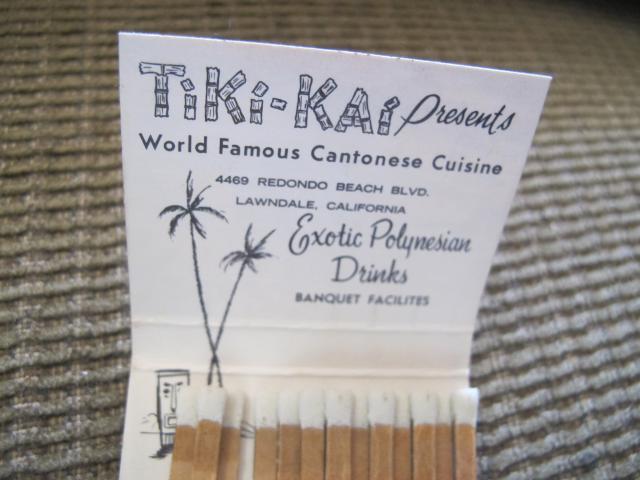 TiKi-KAi Presents
World Famous Cantonese Cuisine
4469 REDONDO BEACH BLVD.
LAWNDALE, CALIFORNIA
Exotic Polynesian
Drinks
BANQUET FACILITES